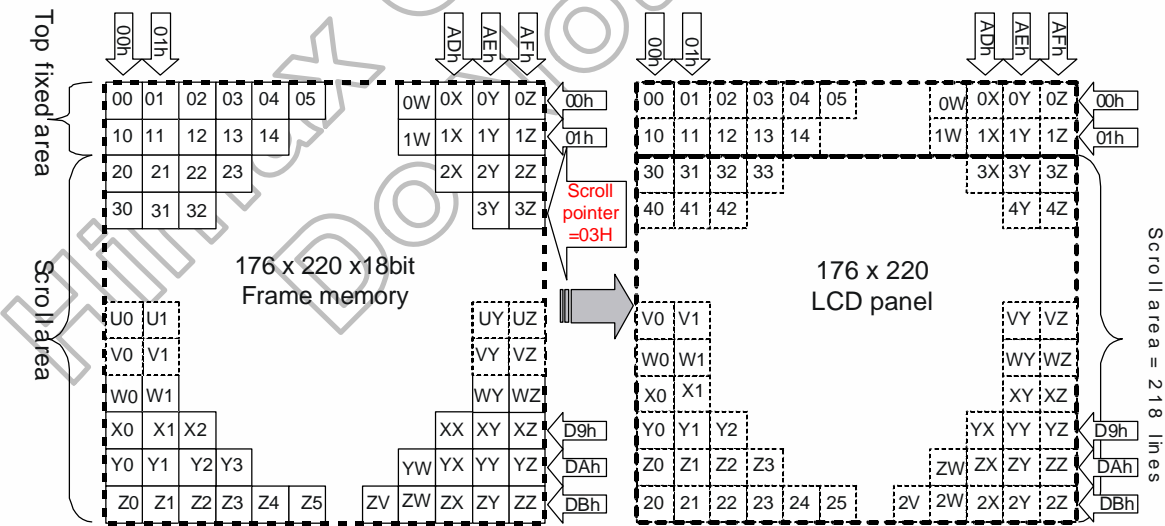 00h 01h ADh AEh AFh 00h 01h ADh AEh AFh
Top fixed area
00 01 02 03 04 05 0W 0X 0Y 0Z 00h 00 01 02 03 04 05 0W 0X 0Y 0Z 00h
10 11 12 13 14 1W 1X 1Y 1Z 01h 10 11 12 13 14 1W 1X 1Y 1Z 01h
20 21 22 23 2X 2Y 2Z 30 31 32 33 3X 3Y 3Z
30 31 32 3Y 3Z 40 41 42 4Y 4Z
Scroll
pointer
=03H
Scroll area
176 x 220 x18bit
Frame memory
176 x 220
LCD panel
Scroll area = 218 lines
U0 U1 UY UZ V0 V1 VY VZ
V0 V1 VY VZ W0 W1 WY WZ
W0 W1 WY WZ X0 X1 XY XZ
X0 X1 X2 XX XY XZ D9h Y0 Y1 Y2 YX YY YZ D9h
Y0 Y1 Y2 Y3 YW YX YY YZ DAh Z0 Z1 Z2 Z3 ZW ZX ZY ZZ DAh
Z0 Z1 Z2 Z3 Z4 Z5 ZV ZW ZX ZY ZZ DBh 20 21 22 23 24 25 2V 2W 2X 2Y 2Z DBh
Himax
Do